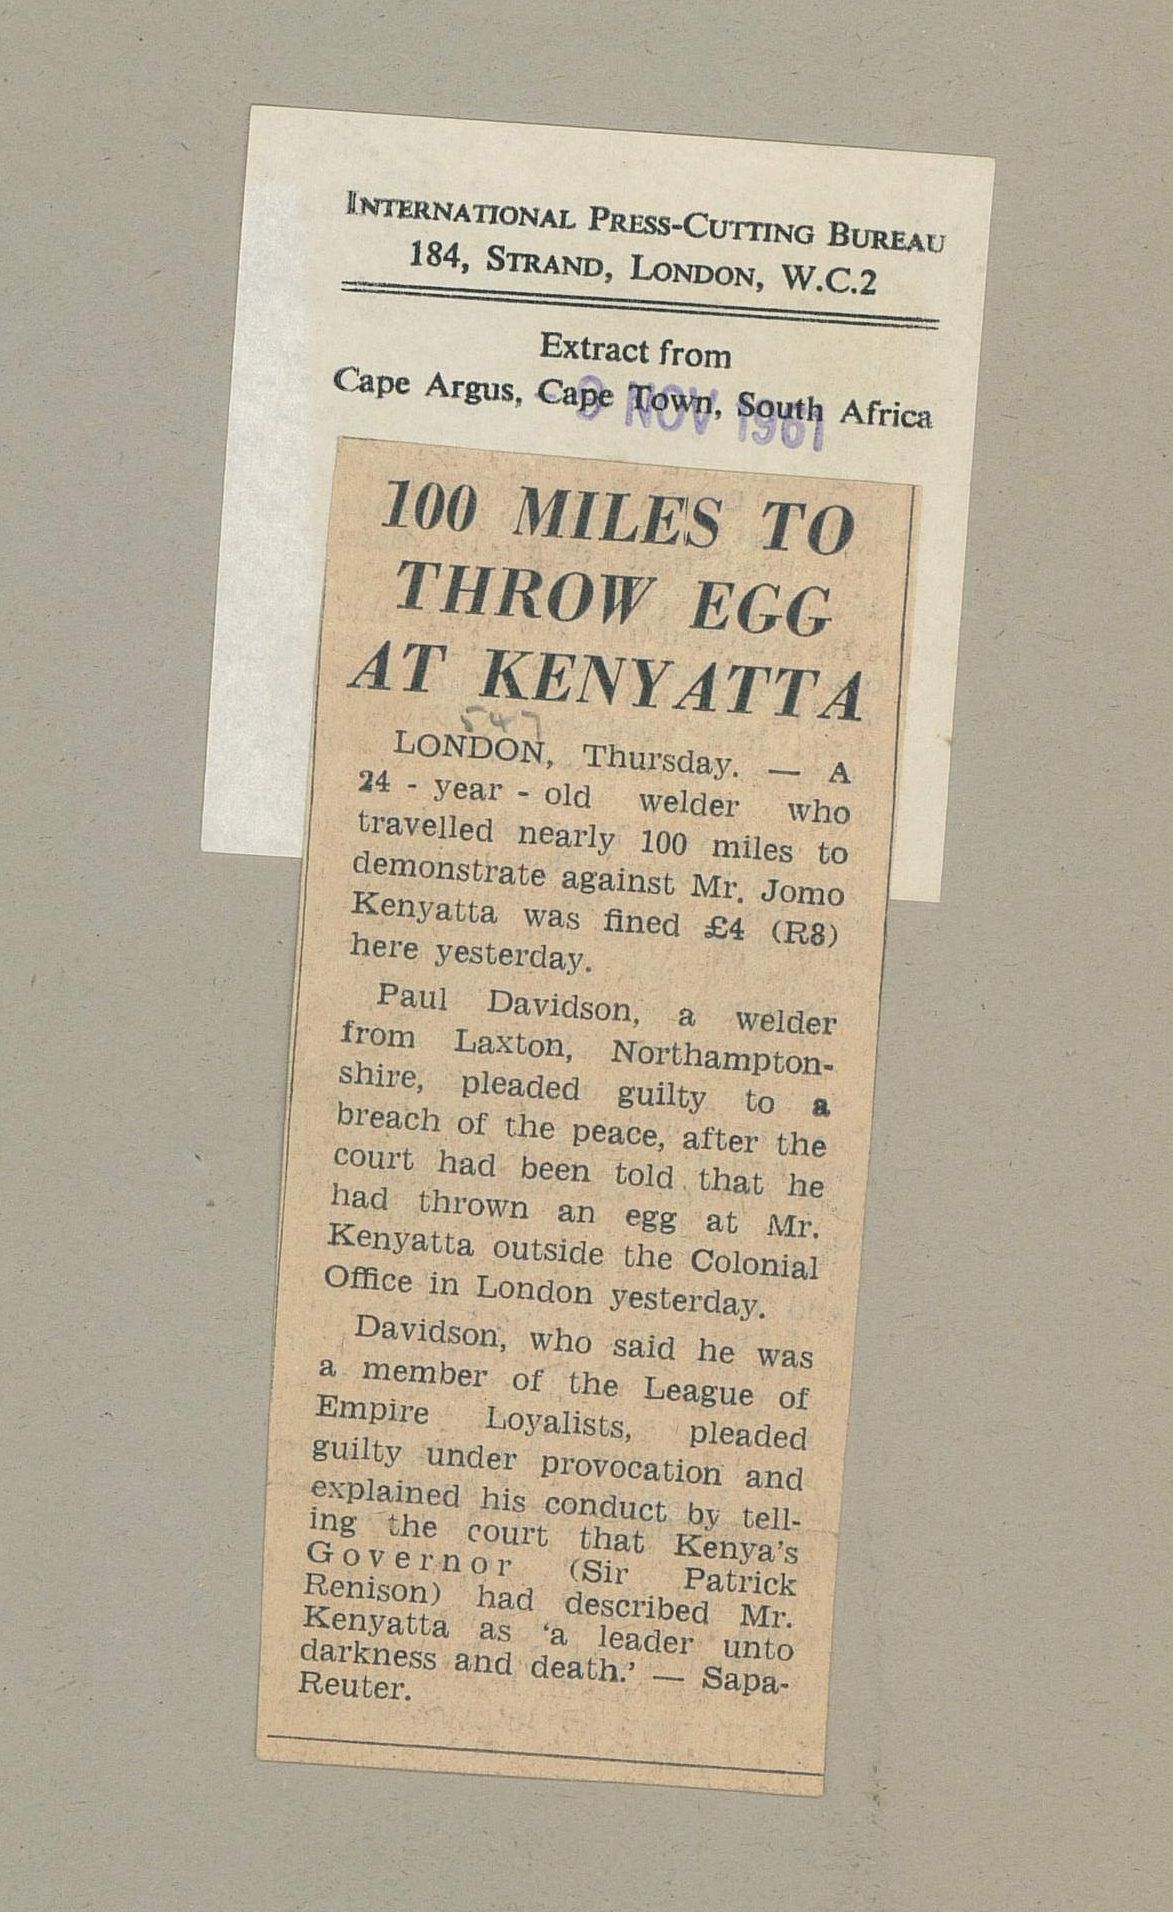 INTERNATIONAL PRESS-CUTTING BUREAU
184, STRAND, LONDON, W.C.2
Extract from
Cape Argus, Cape Town, South Africa
- 9 NOV 1961
100 MILES TO
THROW EGG
AT KENYATTA
547
LONDON, Thursday. — A
24 - year - old welder who
travelled nearly 100 miles to
demonstrate against Mr. Jomo
Kenyatta was fined £4 (R8)
here yesterday.
Paul Davidson, a welder
from Laxton, Northampton-
shire, pleaded guilty to a
breach of the peace, after the
court had been told that he
had thrown an egg at Mr.
Kenyatta outside the Colonial
Office in London yesterday.
Davidson, who said he was
a member of the League of
Empire Loyalists, pleaded
guilty under provocation and
explained his conduct by tell-
ing the court that Kenya's
Governor (Sir Patrick
Renison) had described Mr.
Kenyatta as 'a leader unto
darkness and death.' — Sapa-
Reuter.